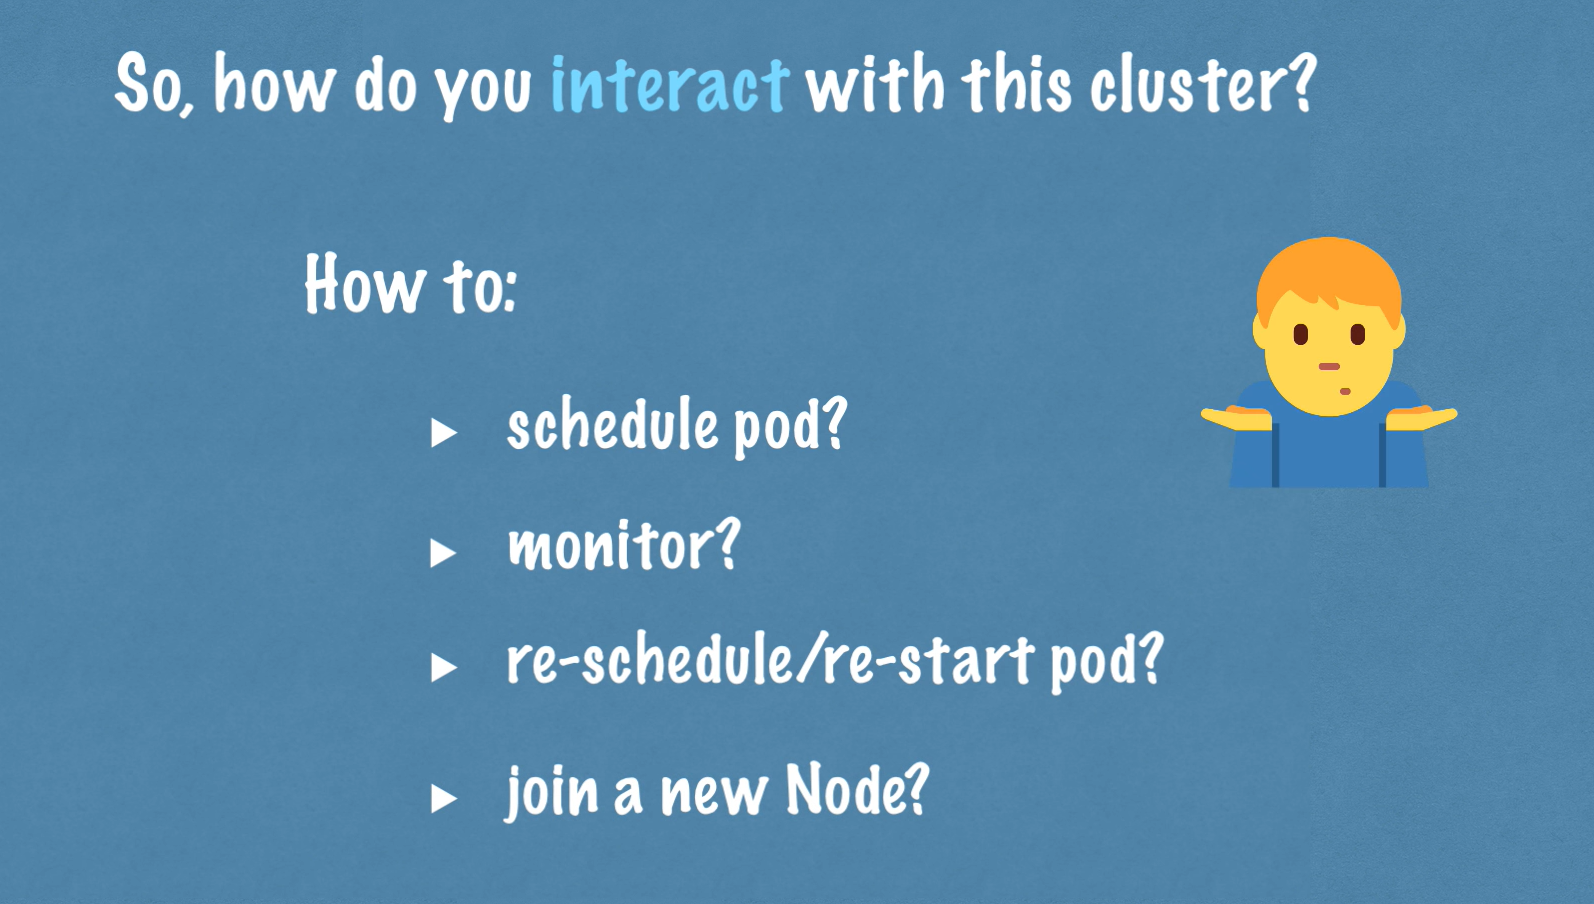 So, how do you interact with this cluster?
How to:
▶ schedule pod?
▶ monitor?
▶ re-schedule/re-start pod?
▶ join a new Node?